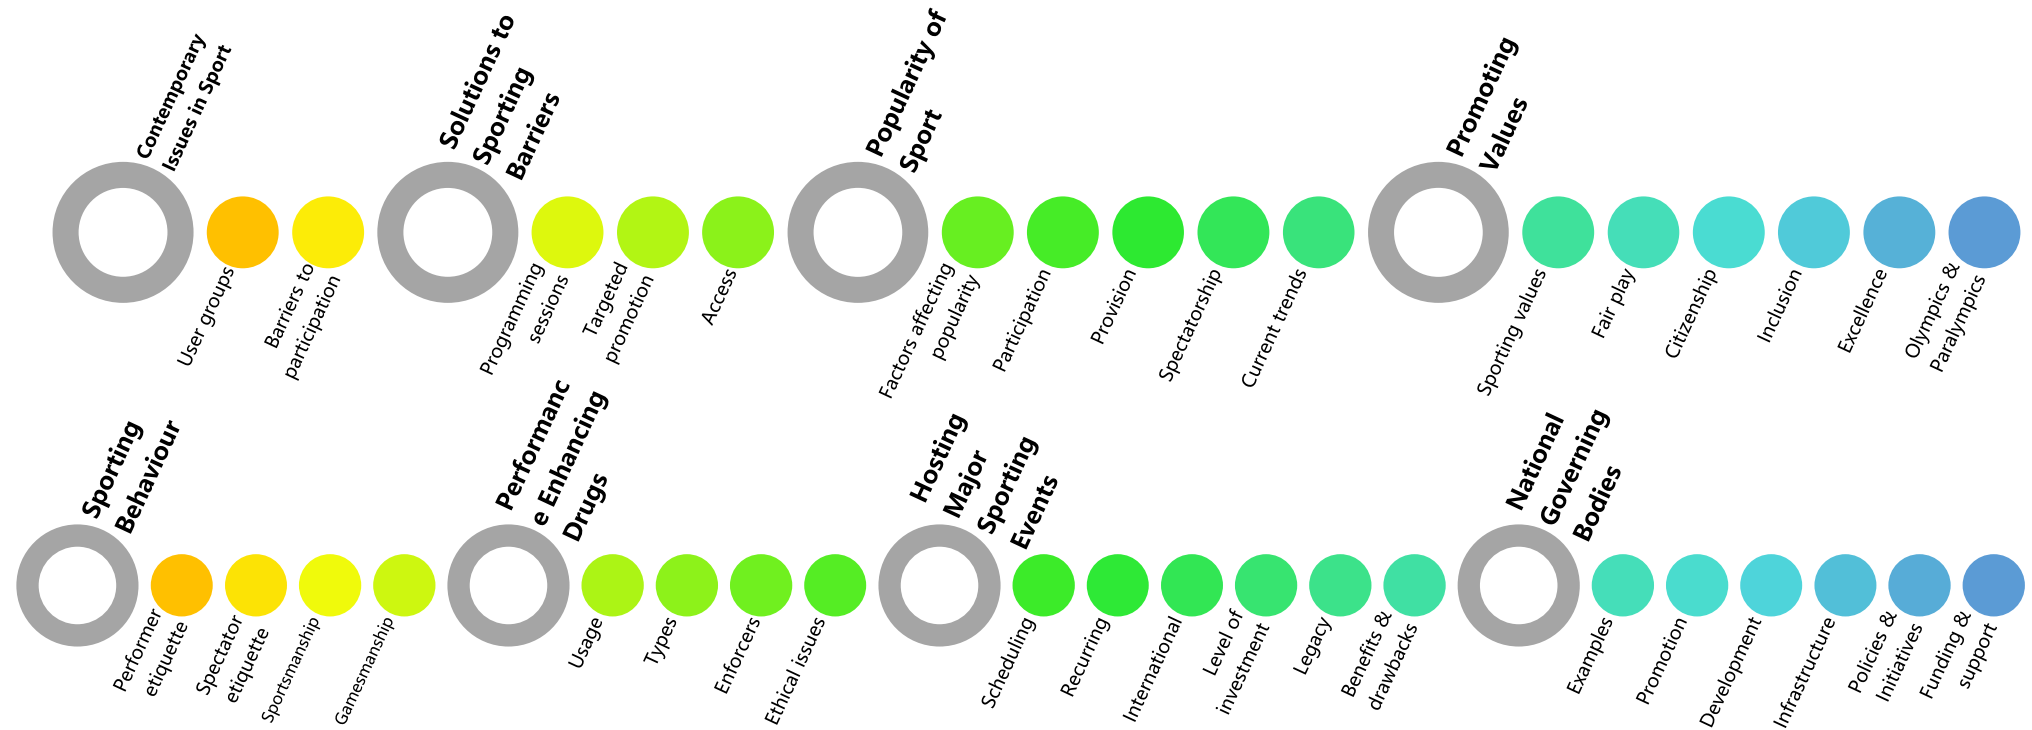 Contemporary
Issues in Sport
User groups
Barriers to
participation
Solutions to
Sporting
Barriers
Programming
sessions
Targeted
promotion
Access
Popularity of
Sport
Factors affecting
popularity
Participation
Provision
Spectatorship
Current trends
Promoting
Values
Sporting values
Fair play
Citizenship
Inclusion
Excellence
Olympics &
Paralympics
Sporting
Behaviour
Performer
etiquette
Spectator
etiquette
Sportsmanship
Gamesmanship
Performanc
e Enhancing
Drugs
Usage
Types
Enforcers
Ethical issues
Hosting
Major
Sporting
Events
Scheduling
Recurring
International
Level of
investment
Legacy
Benefits &
drawbacks
National
Governing
Bodies
Examples
Promotion
Development
Infrastructure
Policies &
Initiatives
Funding &
support